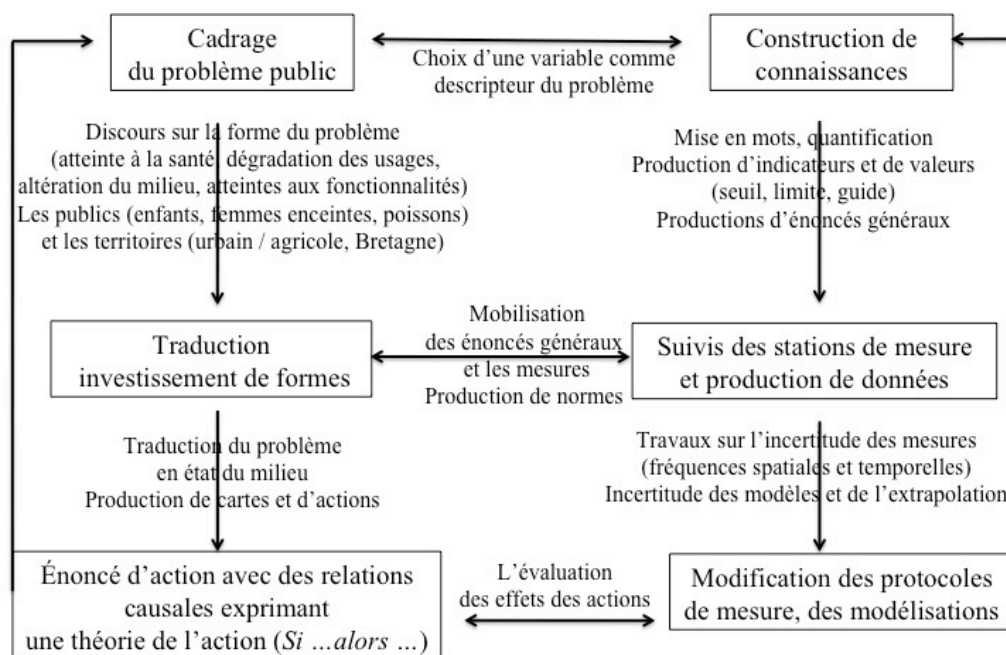 Cadrage
du problème public
Choix d'une variable comme
descripteur du problème
Construction de
connaissances
Discours sur la forme du problème
(atteinte à la santé, dégradation des usages,
altération du milieu, atteintes aux fonctionnalités)
Les publics (enfants, femmes enceintes, poissons)
et les territoires (urbain / agricole, Bretagne)
Mise en mots, quantification
Production d'indicateurs et de valeurs
(seuil, limite, guide)
Productions d'énoncés généraux
Traduction
investissement de formes
Mobilisation
des énoncés généraux
et les mesures
Production de normes
Suivis des stations de mesure
et production de données
Traduction du problème
en état du milieu
Production de cartes et d'actions
Travaux sur l'incertitude des mesures
(fréquences spatiales et temporelles)
Incertitude des modèles et de l'extrapolation
Énoncé d'action avec des relations
causales exprimant
une théorie de l'action (Si …alors …)
L'évaluation
des effets des actions
Modification des protocoles
de mesure, des modélisations